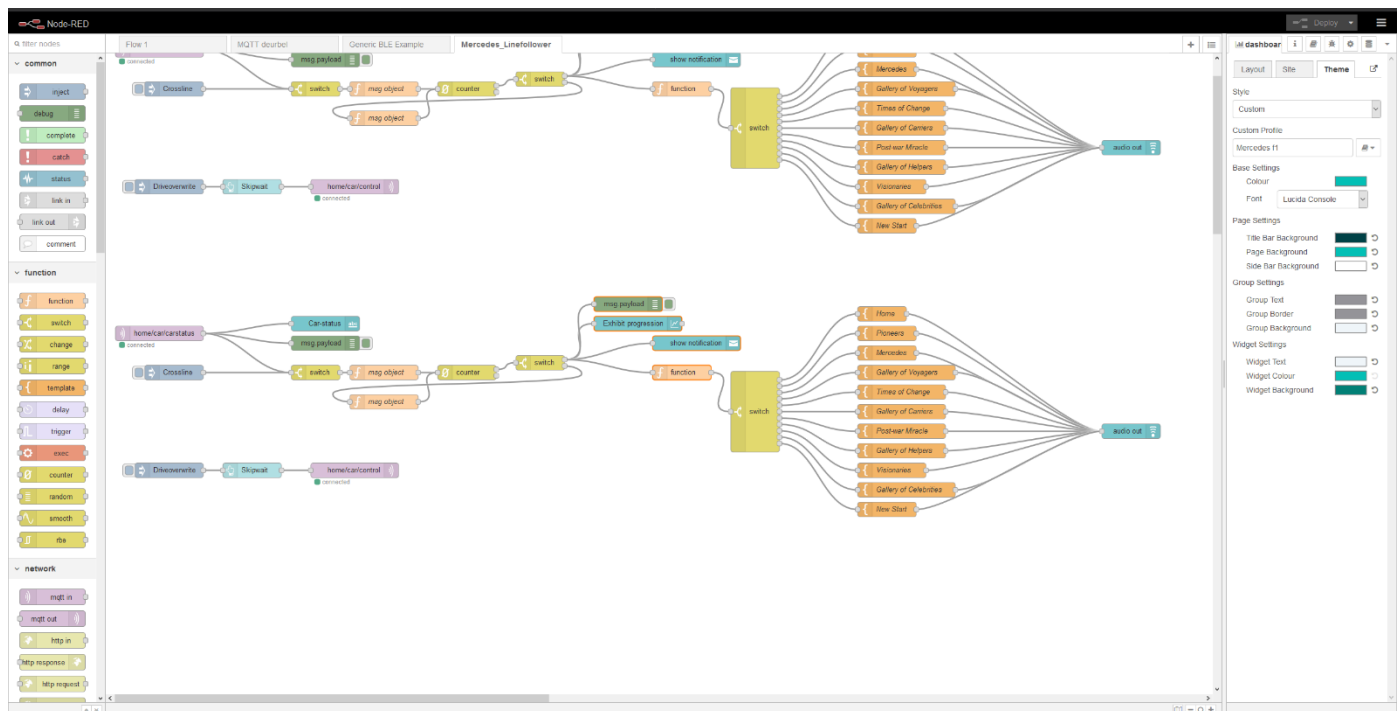 Node-RED
Deploy
filter nodes
Flow 1
MQTT deurbel
Generic BLE Example
Mercedes_Linefollower
dashboar
common
inject
debug
complete
catch
status
link in
link out
comment
function
function
switch
change
range
template
delay
trigger
exec
counter
random
smooth
rbe
network
mqtt in
mqtt out
http in
http response
http request
connected
msg.payload
show notification
Crossline
switch
msg object
counter
switch
function
msg object
switch
Mercedes
Gallery of Voyagers
Times of Change
Gallery of Carriers
Post-war Miracle
Gallery of Helpers
Visionaries
Gallery of Celebrities
New Start
audio out
Driveoverwrite
Skipwait
home/car/control
connected
msg.payload
Exhibit progression
show notification
home/car/carstatus
connected
Car-status
msg.payload
Crossline
switch
msg object
counter
switch
function
msg object
switch
Home
Pioneers
Mercedes
Gallery of Voyagers
Times of Change
Gallery of Carriers
Post-war Miracle
Gallery of Helpers
Visionaries
Gallery of Celebrities
New Start
audio out
Driveoverwrite
Skipwait
home/car/control
connected
Layout
Site
Theme
Style
Custom
Custom Profile
Mercedes f1
Base Settings
Colour
Font
Lucida Console
Page Settings
Title Bar Background
Page Background
Side Bar Background
Group Settings
Group Text
Group Border
Group Background
Widget Settings
Widget Text
Widget Colour
Widget Background